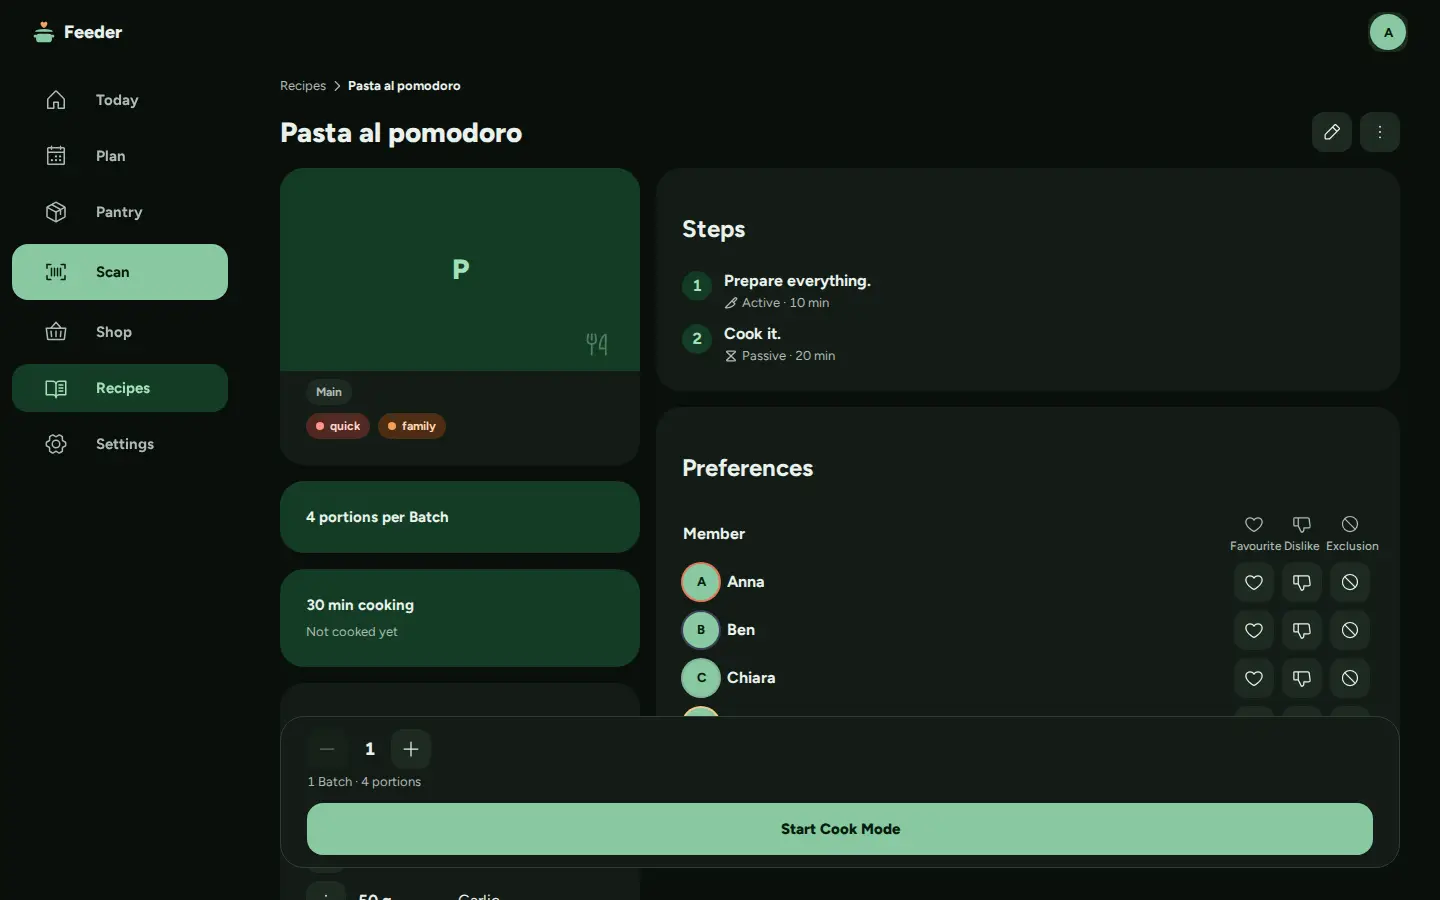 Feeder
A
Today
Plan
Pantry
Scan
Shop
Recipes
Settings
Recipes > Pasta al pomodoro
Pasta al pomodoro
P
Main
quick
family
4 portions per Batch
30 min cooking
Not cooked yet
Steps
1 Prepare everything.
Active · 10 min
2 Cook it.
Passive · 20 min
Preferences
Member
Favourite Dislike Exclusion
A Anna
B Ben
C Chiara
1
1 Batch · 4 portions
Start Cook Mode
50 g Garlic